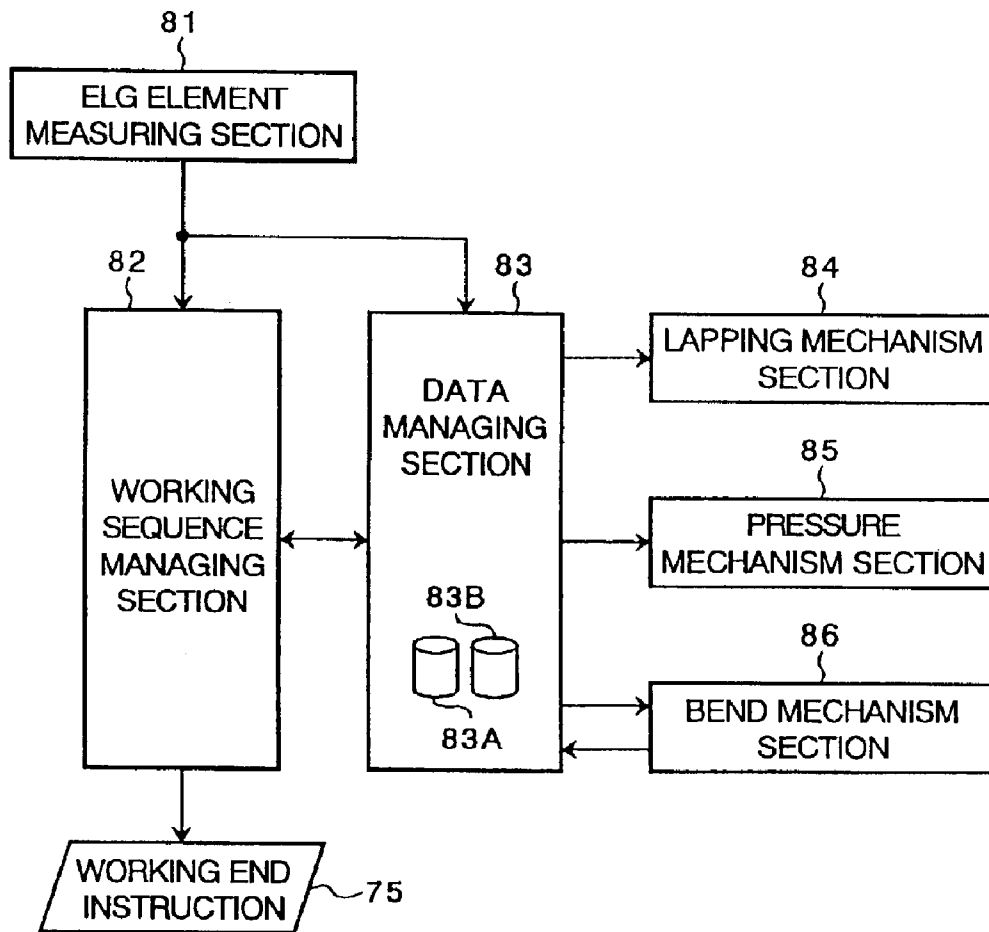 81
ELG ELEMENT
MEASURING SECTION
82
83
84
WORKING
SEQUENCE
MANAGING
SECTION
DATA
MANAGING
SECTION
83B
83A
LAPPING MECHANISM
SECTION
85
PRESSURE
MECHANISM SECTION
86
BEND MECHANISM
SECTION
WORKING END
INSTRUCTION
75